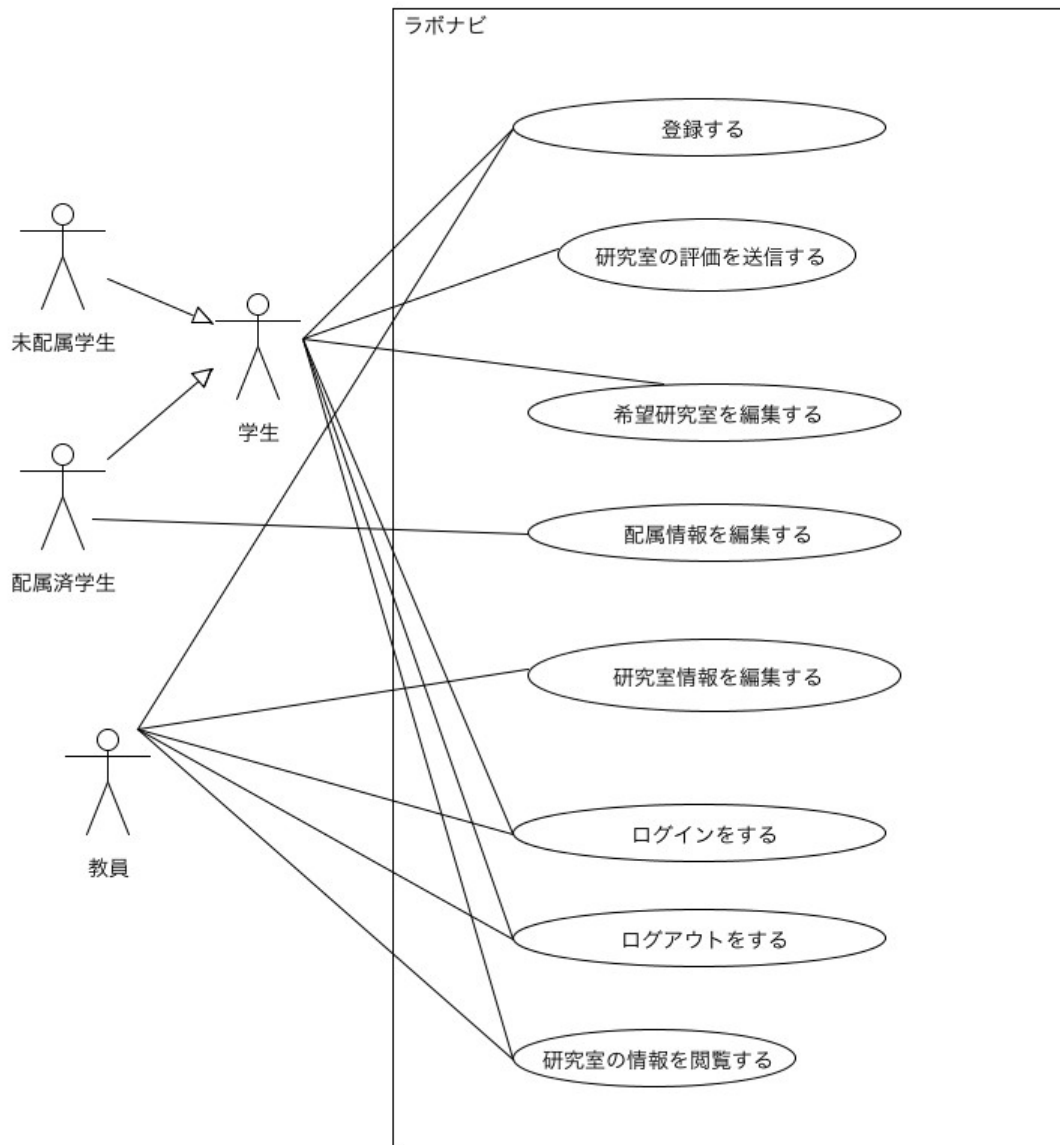 ラボナビ
登録する
研究室の評価を送信する
未配属学生
希望研究室を編集する
学生
配属情報を編集する
配属済学生
研究室情報を編集する
ログインをする
教員
ログアウトをする
研究室の情報を閲覧する